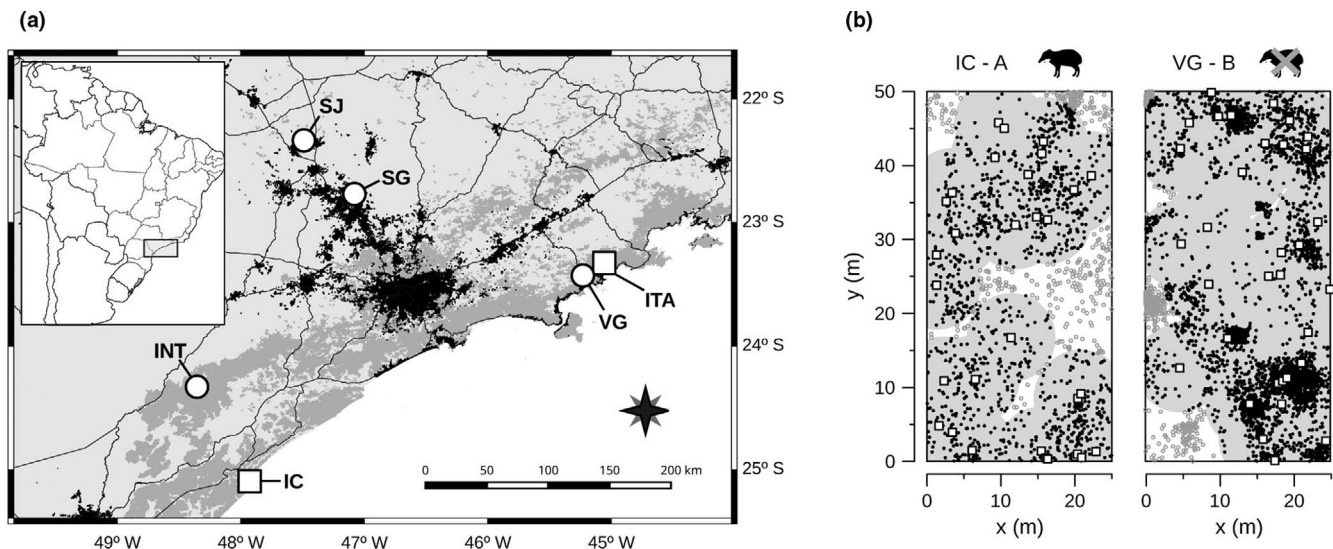 (a)
SJ
SG
ITA
VG
INT
IC
22º S
23º S
24º S
25º S
0 50 100 150 200 km
49º W 48º W 47º W 46º W 45º W
(b)
IC - A
VG - B
50
40
30
20
10
0
y (m)
0 10 20
0 10 20
x (m)
x (m)